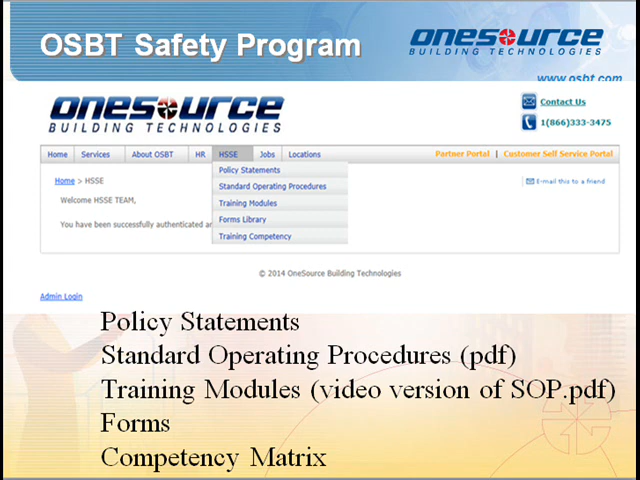 OSBT Safety Program
ONESOURCE
BUILDING TECHNOLOGIES
www.osbt.com
ONESOURCE
BUILDING TECHNOLOGIES
Contact Us
1(866)333-3475
Home Services About OSBT HR HSSE Jobs Locations Partner Portal | Customer Self Service Portal
Policy Statements
Home > HSSE
E-mail this to a friend
Standard Operating Procedures
Welcome HSSE TEAM,
Training Modules
Forms Library
You have been successfully authenticated ar
Training Competency
© 2014 OneSource Building Technologies
Admin Login
Policy Statements
Standard Operating Procedures (pdf)
Training Modules (video version of SOP.pdf)
Forms
Competency Matrix